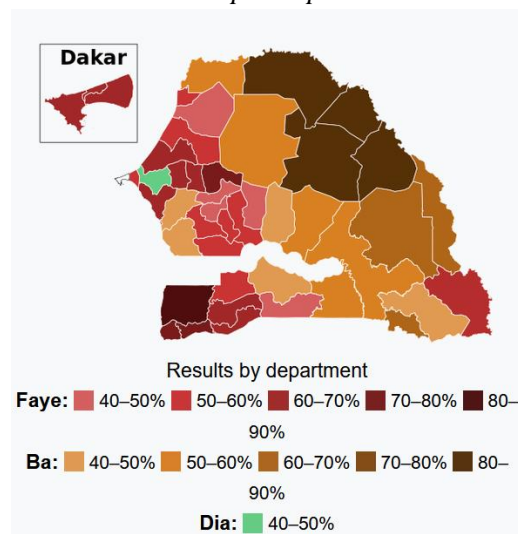 Dakar
Results by department
Faye: 40–50% 50–60% 60–70% 70–80% 80–
90%
Ba: 40–50% 50–60% 60–70% 70–80% 80–
90%
Dia: 40–50%